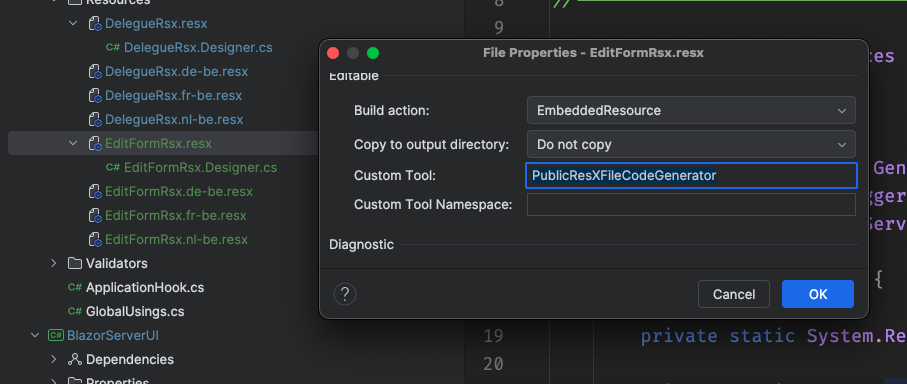 Resources
DelegueRsx.resx
C# DelegueRsx.Designer.cs
DelegueRsx.de-be.resx
DelegueRsx.fr-be.resx
DelegueRsx.nl-be.resx
EditFormRsx.resx
C# EditFormRsx.Designer.cs
EditFormRsx.de-be.resx
EditFormRsx.fr-be.resx
EditFormRsx.nl-be.resx
Validators
C# ApplicationHook.cs
C# GlobalUsings.cs
C# BlazorServerUI
Dependencies
Properties
8 //
9
File Properties - EditFormRsx.resx
Editable
Build action: EmbeddedResource
Copy to output directory: Do not copy
Custom Tool: PublicResXFileCodeGenerator
Custom Tool Namespace:
Diagnostic
? Cancel OK
ces
Gen
gger
Serv
{
19 private static System.Re
20